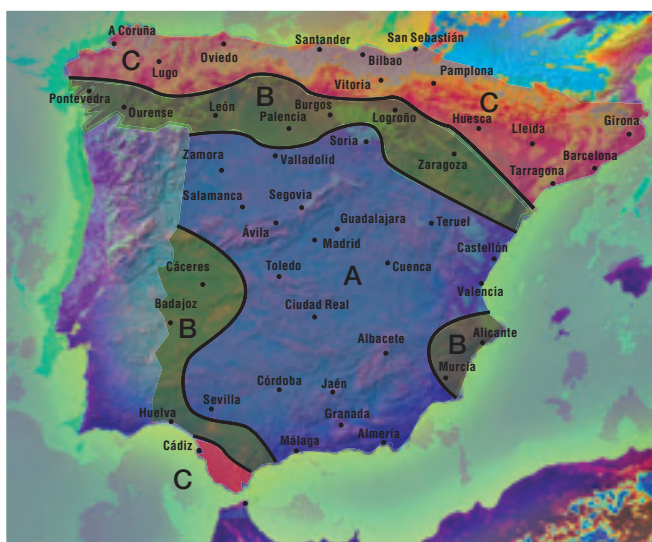 A Coruña
Oviedo
Santander
San Sebastián
Bilbao
C
Lugo
Vitoria
Pamplona
Pontevedra
Ourense
León
B
Burgos
Palencia
Logroño
C
Huesca
Lleida
Girona
Soria
Zaragoza
Barcelona
Tarragona
Zamora
Valladolid
Salamanca
Segovia
Ávila
Guadalajara
Madrid
Teruel
Castellón
Cáceres
Toledo
A
Cuenca
Valencia
Badajoz
B
Ciudad Real
Albacete
B
Alicante
Murcia
Córdoba
Jaén
Sevilla
Huelva
Granada
Almería
Málaga
Cádiz
C